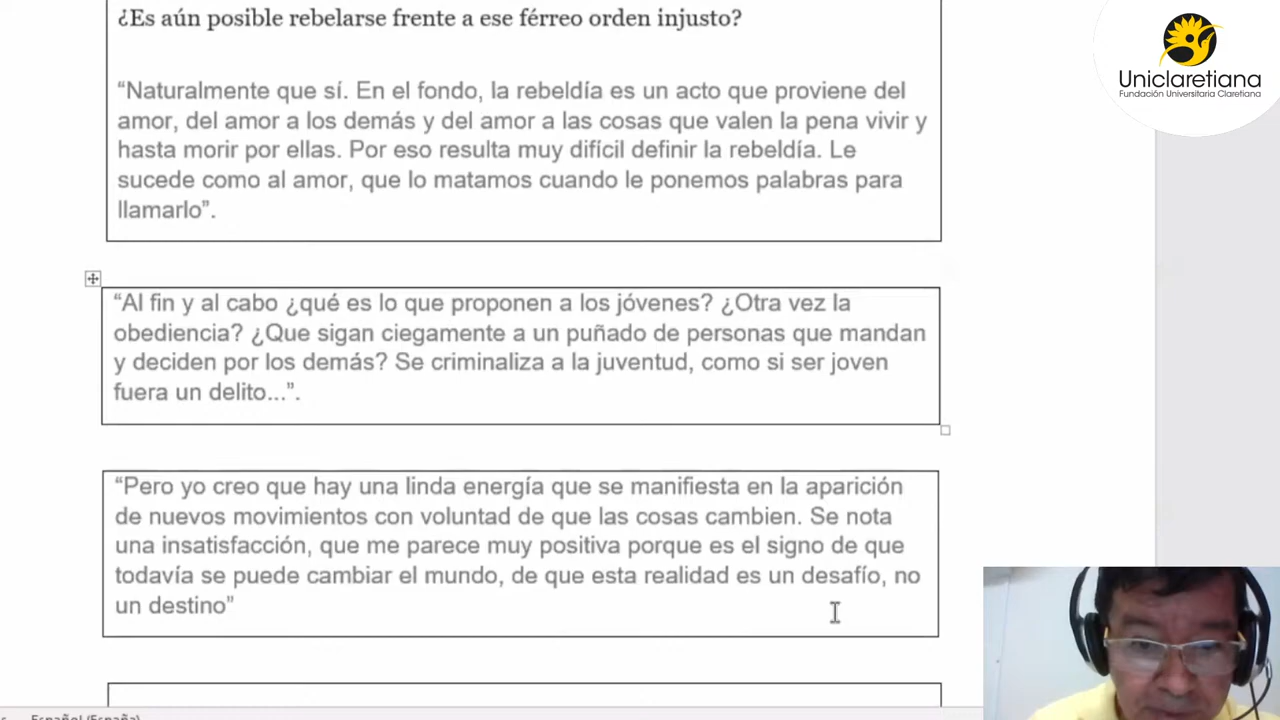 ¿Es aún posible rebelarse frente a ese férreo orden injusto?
Uniclaretiana
Fundación Universitaria Claretiana
“Naturalmente que sí. En el fondo, la rebeldía es un acto que proviene del
amor, del amor a los demás y del amor a las cosas que valen la pena vivir y
hasta morir por ellas. Por eso resulta muy difícil definir la rebeldía. Le
sucede como al amor, que lo matamos cuando le ponemos palabras para
llamarlo”.
“Al fin y al cabo ¿qué es lo que proponen a los jóvenes? ¿Otra vez la
obediencia? ¿Que sigan ciegamente a un puñado de personas que mandan
y deciden por los demás? Se criminaliza a la juventud, como si ser joven
fuera un delito...”.
“Pero yo creo que hay una linda energía que se manifiesta en la aparición
de nuevos movimientos con voluntad de que las cosas cambien. Se nota
una insatisfacción, que me parece muy positiva porque es el signo de que
todavía se puede cambiar el mundo, de que esta realidad es un desafío, no
un destino”
Español (España)